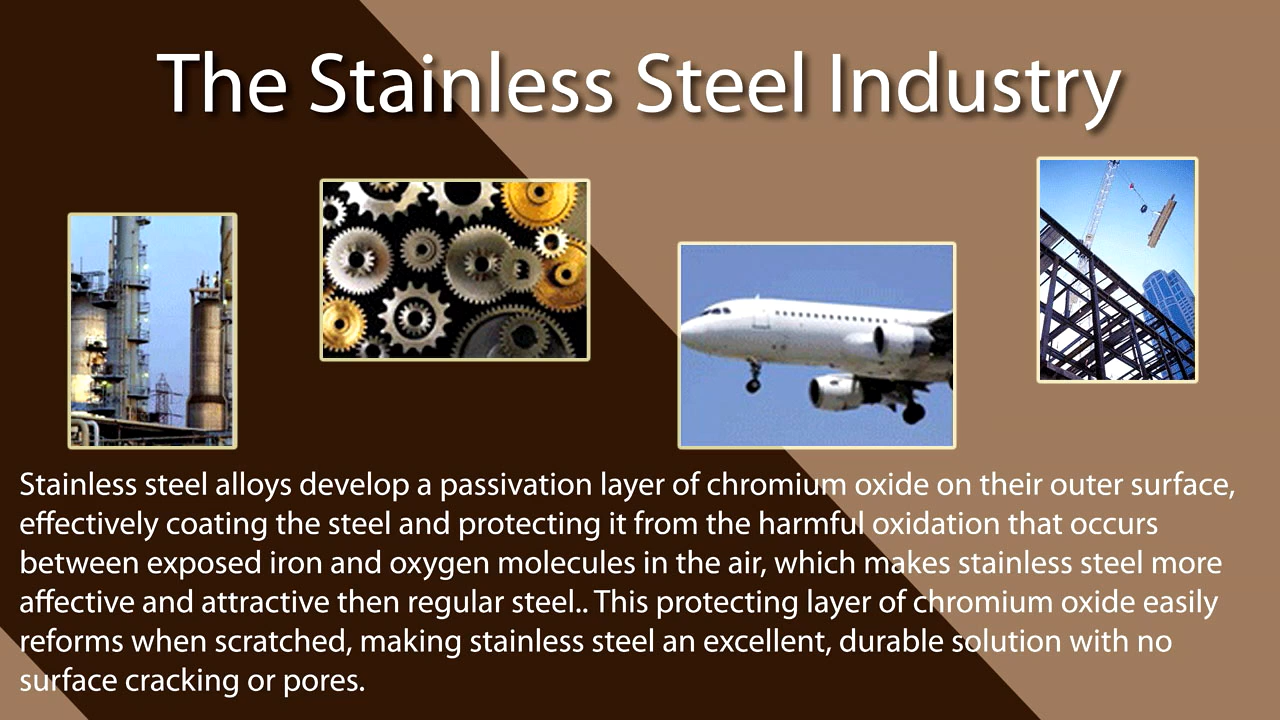 The Stainless Steel Industry
Stainless steel alloys develop a passivation layer of chromium oxide on their outer surface,
effectively coating the steel and protecting it from the harmful oxidation that occurs
between exposed iron and oxygen molecules in the air, which makes stainless steel more
affective and attractive then regular steel.. This protecting layer of chromium oxide easily
reforms when scratched, making stainless steel an excellent, durable solution with no
surface cracking or pores.